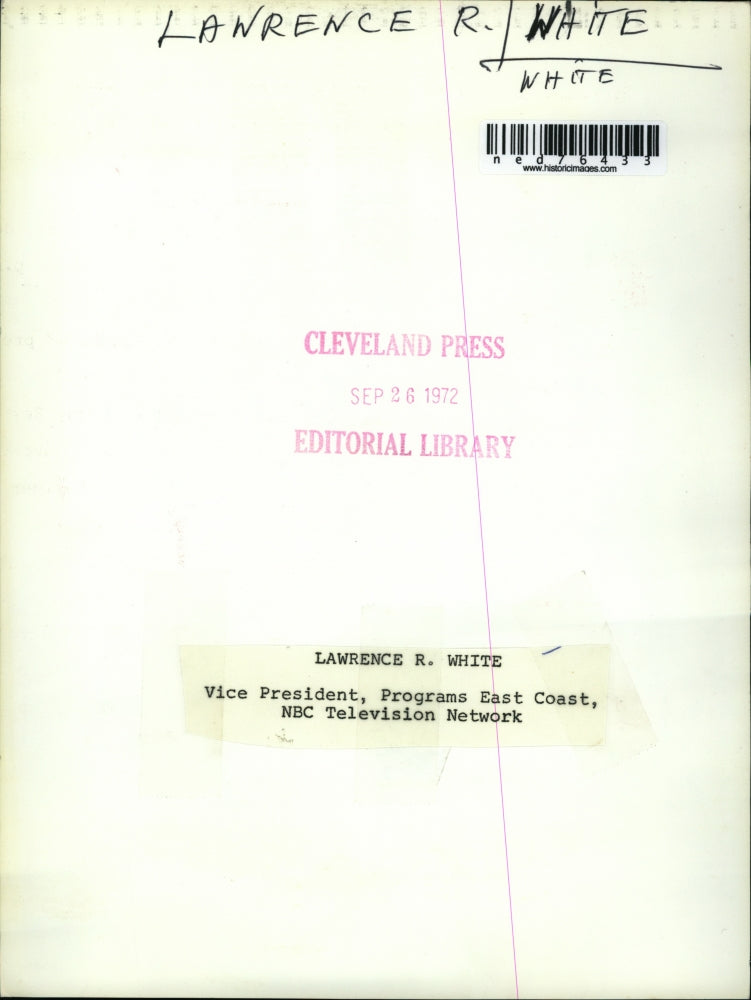 LAWRENCE R. WHITE
WHITE
ned76433
www.historicimages.com
CLEVELAND PRESS
SEP 26 1972
EDITORIAL LIBRARY
LAWRENCE R. WHITE
Vice President, Programs East Coast,
NBC Television Network